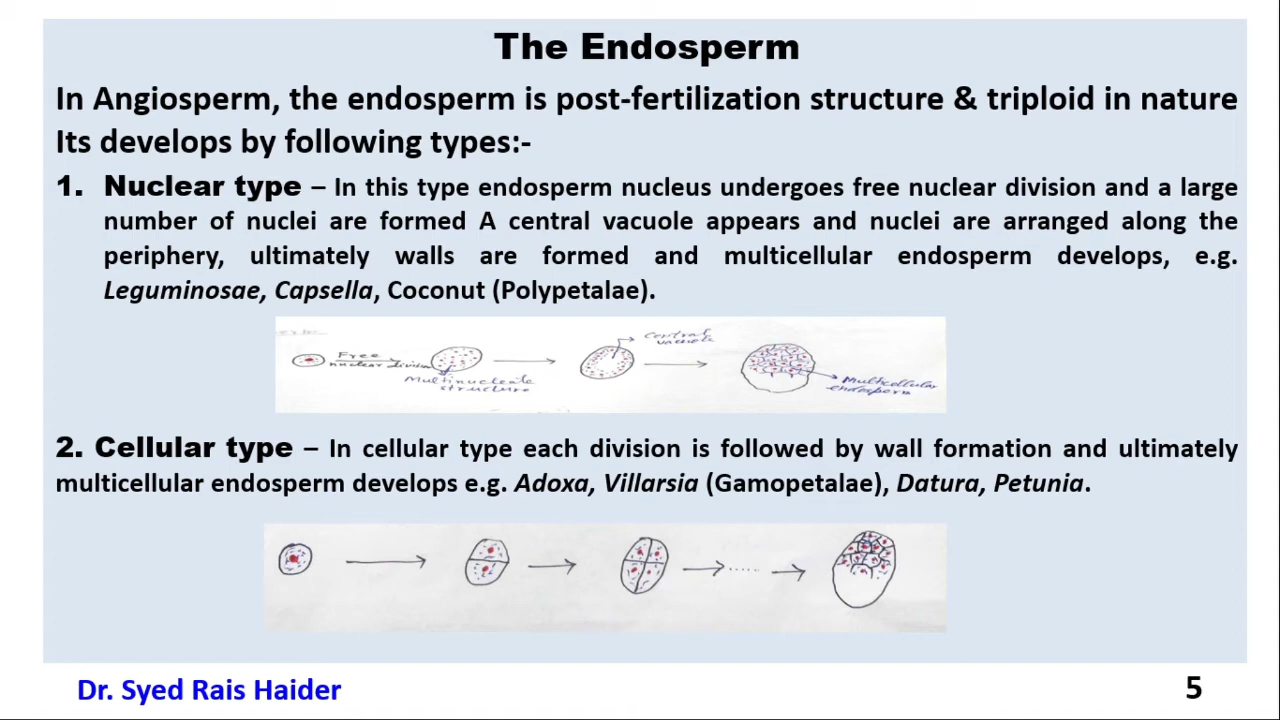 The Endosperm
In Angiosperm, the endosperm is post-fertilization structure & triploid in nature
Its develops by following types:-
1. Nuclear type – In this type endosperm nucleus undergoes free nuclear division and a large
number of nuclei are formed A central vacuole appears and nuclei are arranged along the
periphery, ultimately walls are formed and multicellular endosperm develops, e.g.
Leguminosae, Capsella, Coconut (Polypetalae).
Free
nuclear division
Multinucleate
structure
Central
vacuole
Multicellular
endosperm
2. Cellular type – In cellular type each division is followed by wall formation and ultimately
multicellular endosperm develops e.g. Adoxa, Villarsia (Gamopetalae), Datura, Petunia.
Dr. Syed Rais Haider
5